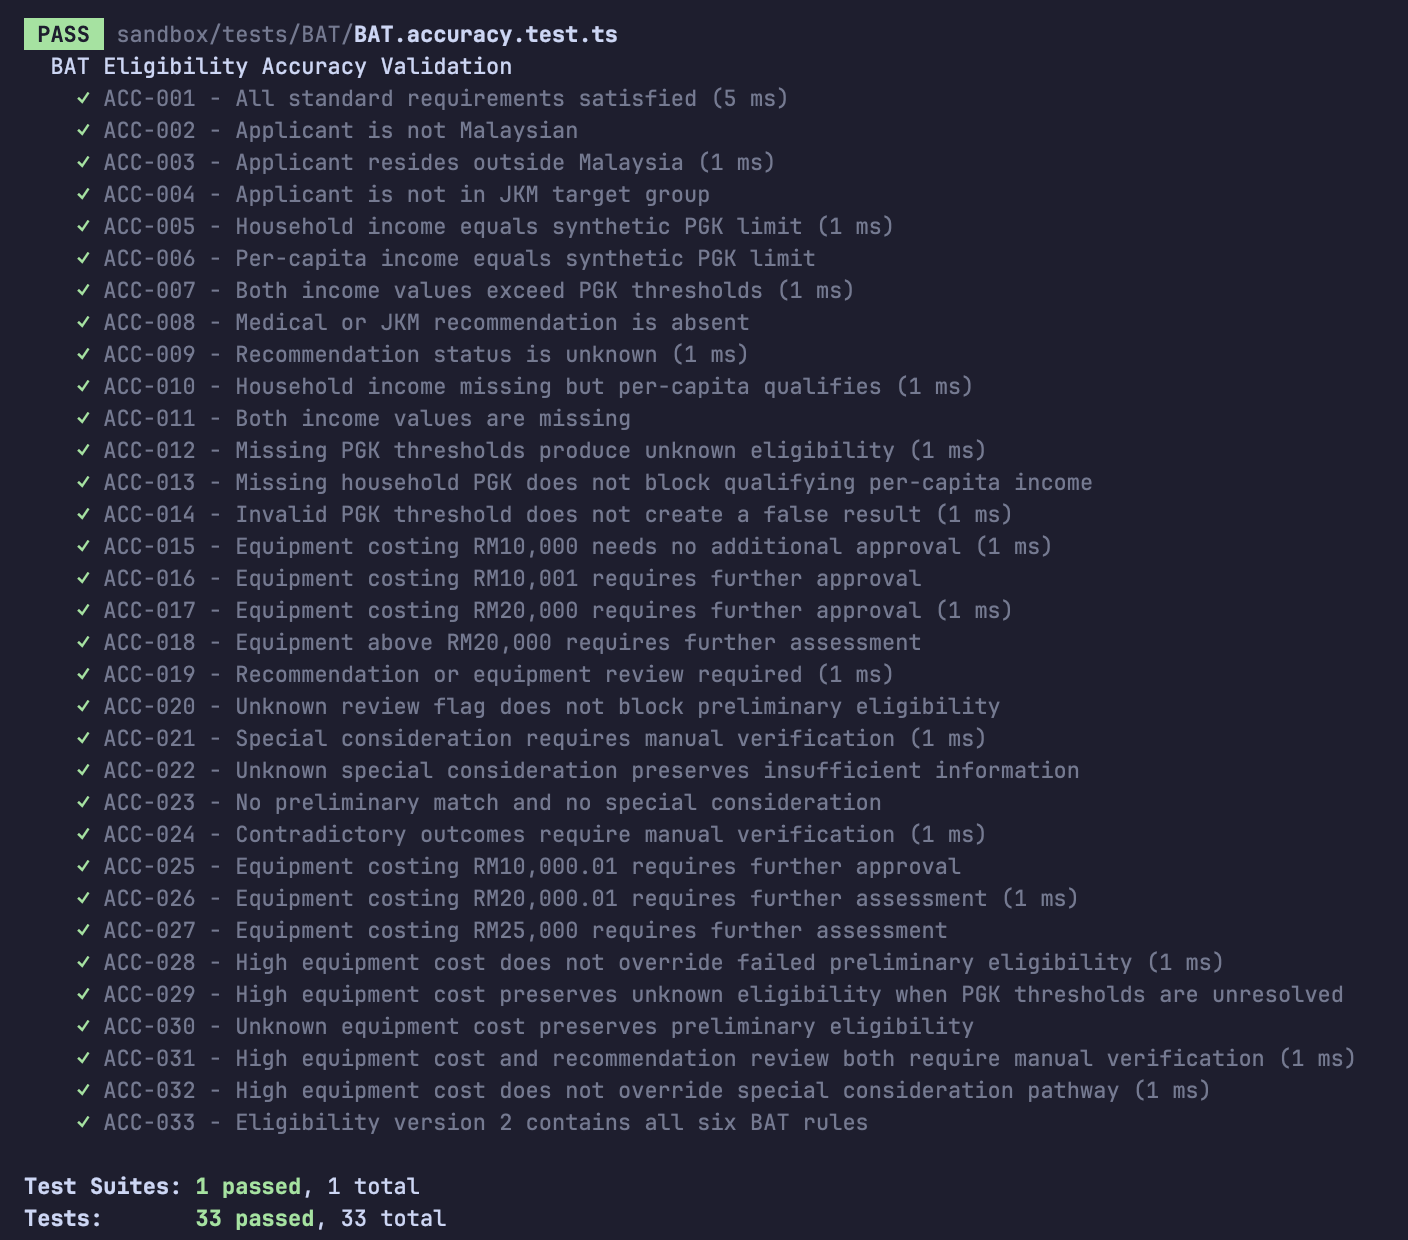 PASS sandbox/tests/BAT/BAT.accuracy.test.ts
BAT Eligibility Accuracy Validation
✓ ACC-001 - All standard requirements satisfied (5 ms)
✓ ACC-002 - Applicant is not Malaysian
✓ ACC-003 - Applicant resides outside Malaysia (1 ms)
✓ ACC-004 - Applicant is not in JKM target group
✓ ACC-005 - Household income equals synthetic PGK limit (1 ms)
✓ ACC-006 - Per-capita income equals synthetic PGK limit
✓ ACC-007 - Both income values exceed PGK thresholds (1 ms)
✓ ACC-008 - Medical or JKM recommendation is absent
✓ ACC-009 - Recommendation status is unknown (1 ms)
✓ ACC-010 - Household income missing but per-capita qualifies (1 ms)
✓ ACC-011 - Both income values are missing
✓ ACC-012 - Missing PGK thresholds produce unknown eligibility (1 ms)
✓ ACC-013 - Missing household PGK does not block qualifying per-capita income
✓ ACC-014 - Invalid PGK threshold does not create a false result (1 ms)
✓ ACC-015 - Equipment costing RM10,000 needs no additional approval (1 ms)
✓ ACC-016 - Equipment costing RM10,001 requires further approval
✓ ACC-017 - Equipment costing RM20,000 requires further approval (1 ms)
✓ ACC-018 - Equipment above RM20,000 requires further assessment
✓ ACC-019 - Recommendation or equipment review required (1 ms)
✓ ACC-020 - Unknown review flag does not block preliminary eligibility
✓ ACC-021 - Special consideration requires manual verification (1 ms)
✓ ACC-022 - Unknown special consideration preserves insufficient information
✓ ACC-023 - No preliminary match and no special consideration
✓ ACC-024 - Contradictory outcomes require manual verification (1 ms)
✓ ACC-025 - Equipment costing RM10,000.01 requires further approval
✓ ACC-026 - Equipment costing RM20,000.01 requires further assessment (1 ms)
✓ ACC-027 - Equipment costing RM25,000 requires further assessment
✓ ACC-028 - High equipment cost does not override failed preliminary eligibility (1 ms)
✓ ACC-029 - High equipment cost preserves unknown eligibility when PGK thresholds are unresolved
✓ ACC-030 - Unknown equipment cost preserves preliminary eligibility
✓ ACC-031 - High equipment cost and recommendation review both require manual verification (1 ms)
✓ ACC-032 - High equipment cost does not override special consideration pathway (1 ms)
✓ ACC-033 - Eligibility version 2 contains all six BAT rules
Test Suites: 1 passed, 1 total
Tests: 33 passed, 33 total